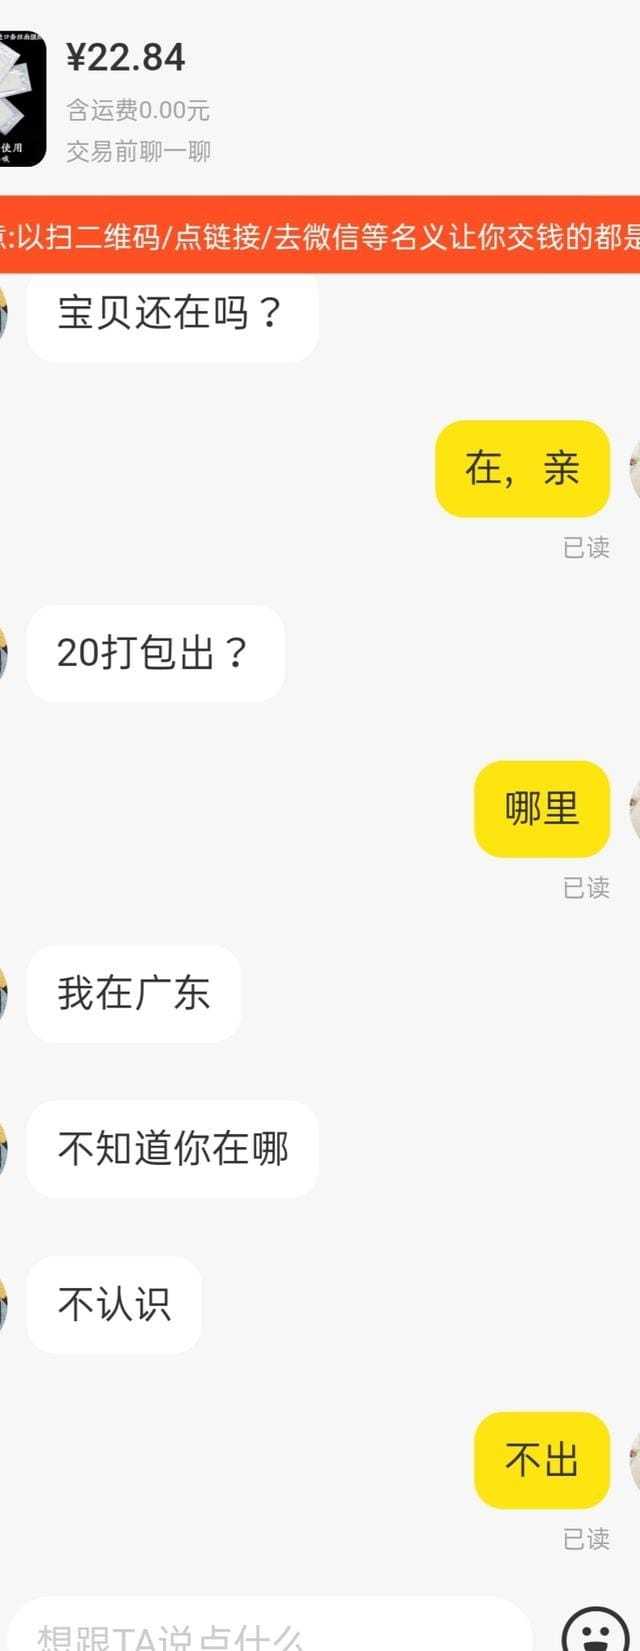 ¥22.84
含运费0.00元
交易前聊一聊
使用
:以扫二维码/点链接/去微信等名义让你交钱的都是
宝贝还在吗？
在，亲
已读
20打包出？
哪里
已读
我在广东
不知道你在哪
不认识
不出
已读
想跟TA说点什么